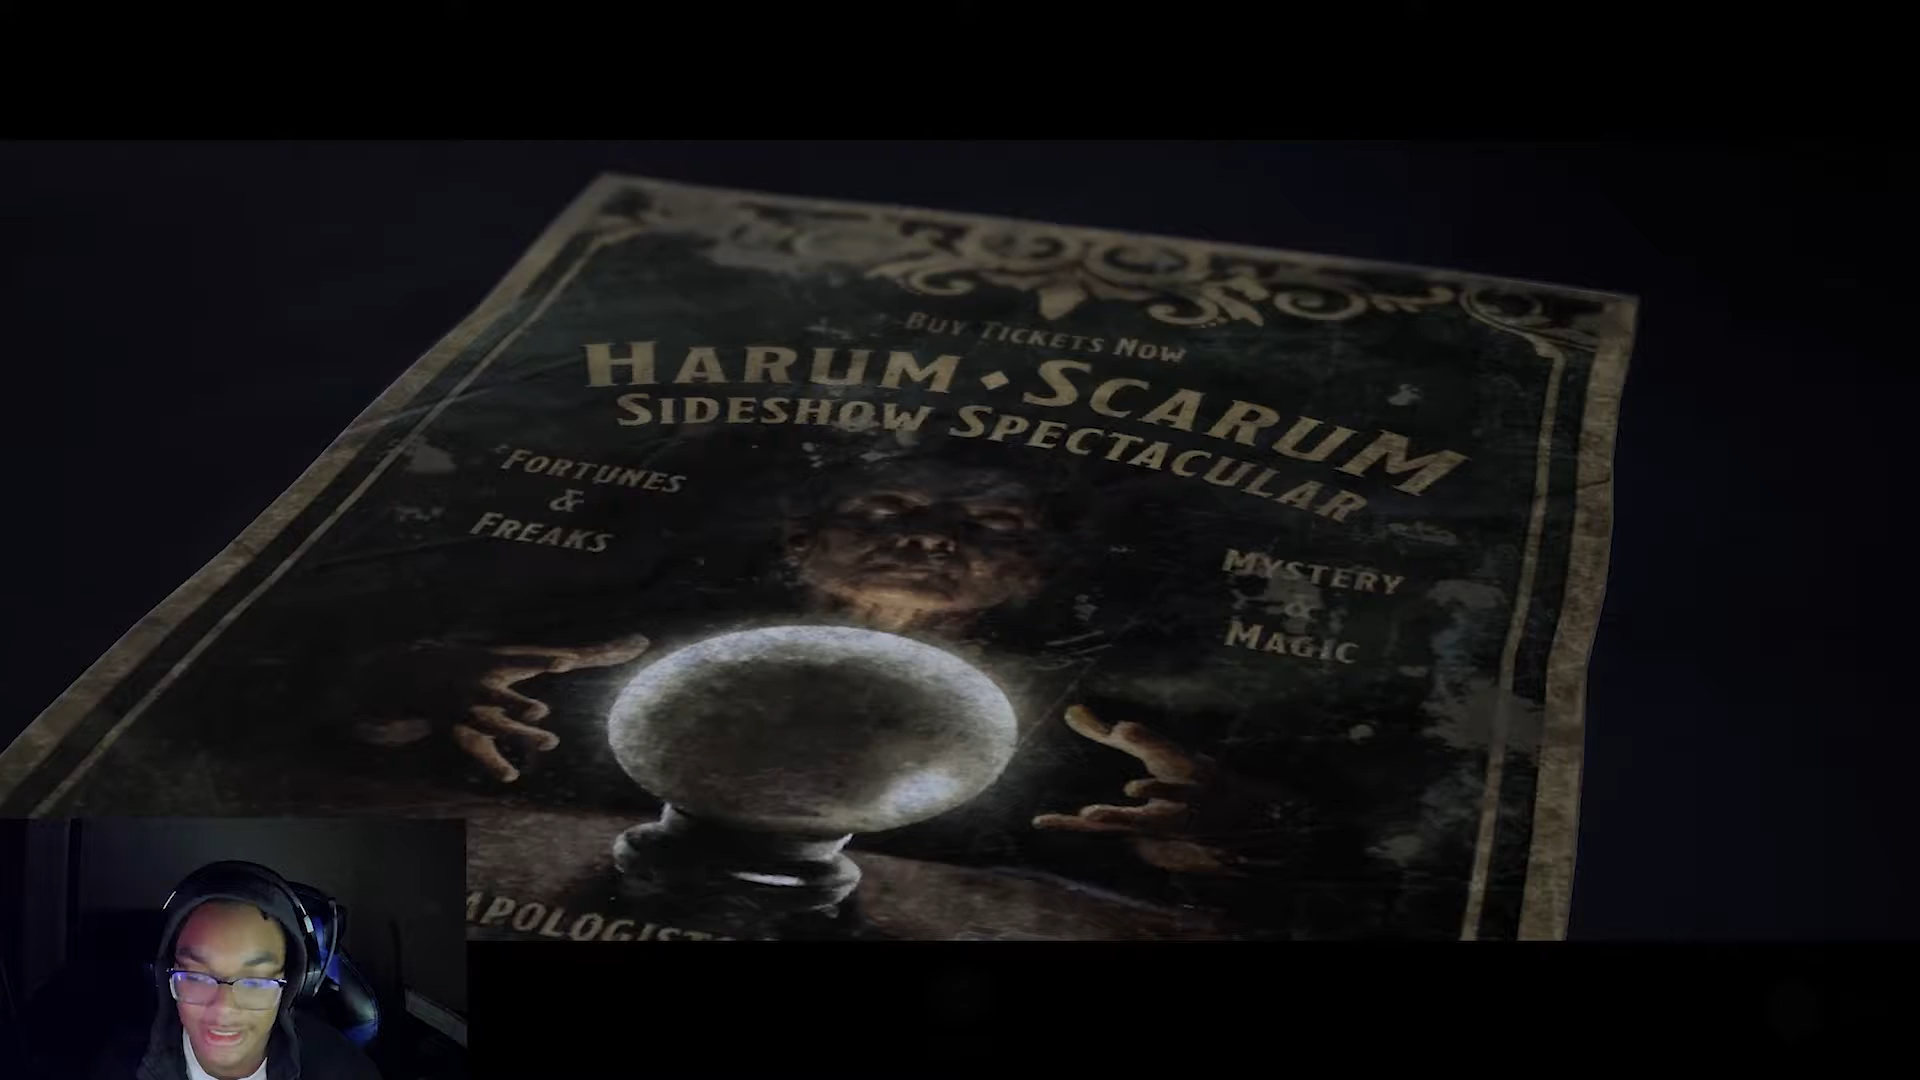 BUY TICKETS NOW
HARUM • SCARUM
SIDESHOW SPECTACULAR
FORTUNES
&
FREAKS
MYSTERY
&
MAGIC